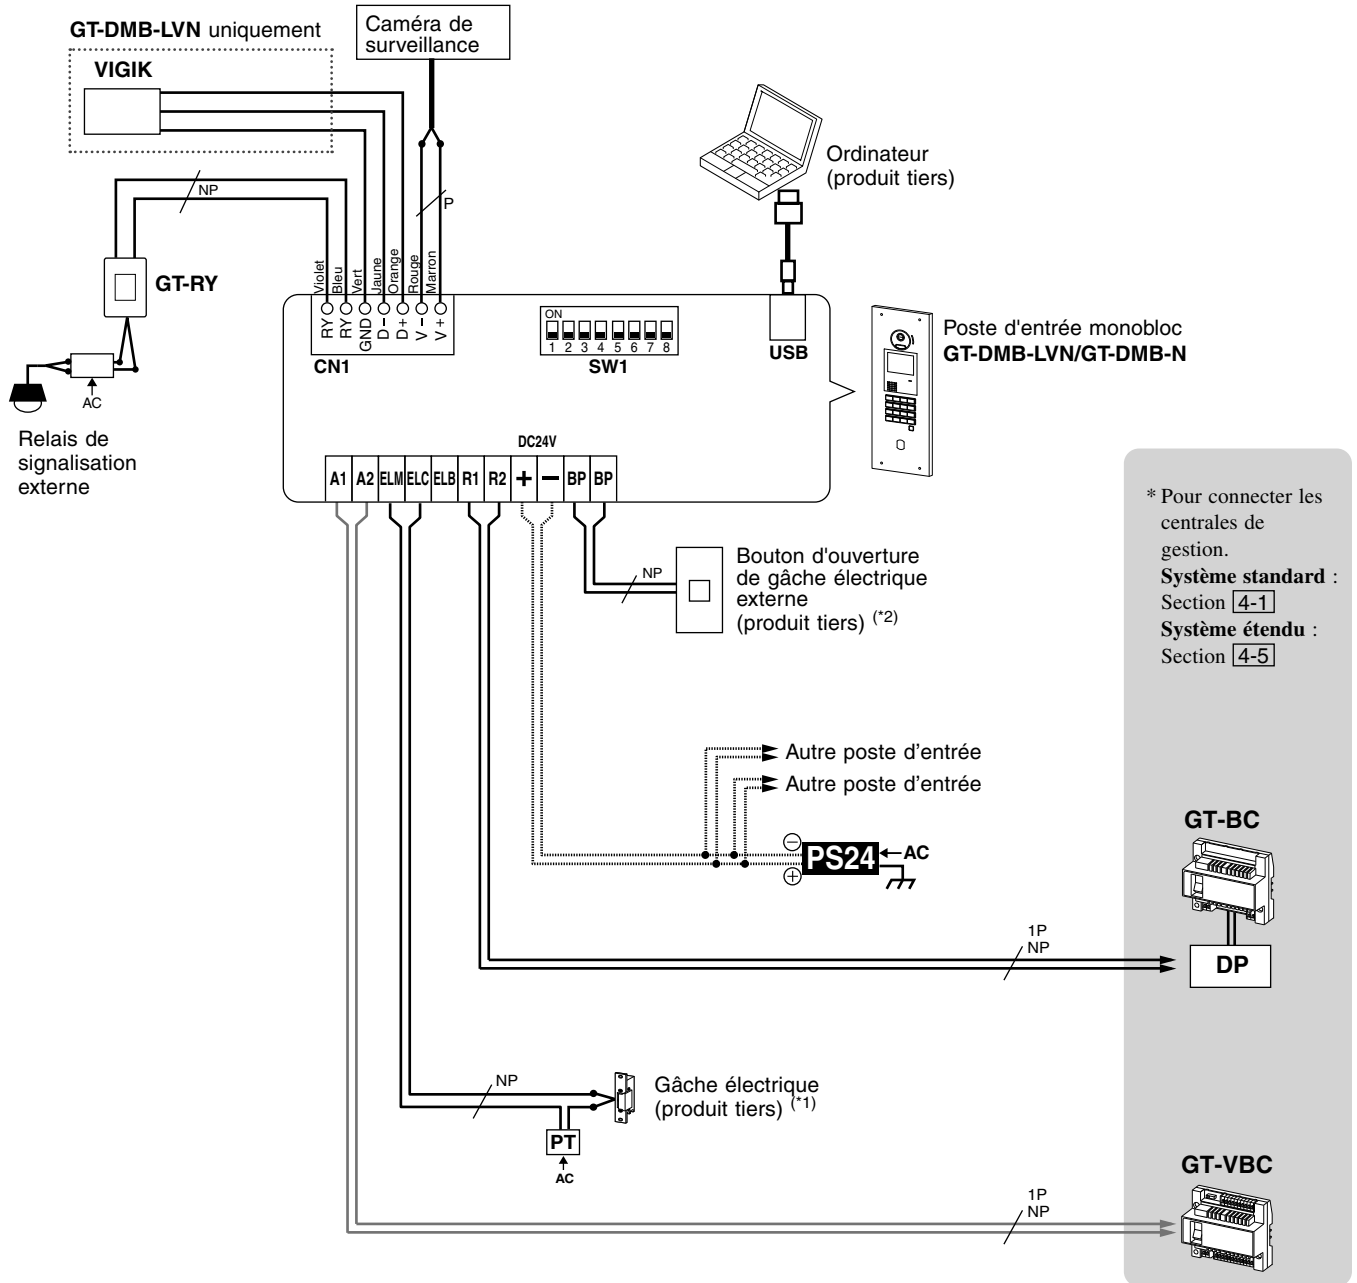 GT-DMB-LVN uniquement
VIGIK
Caméra de
surveillance
NP
P
GT-RY
Ordinateur
(produit tiers)
Violet
Bleu
Vert
Jaune
Orange
Rouge
Marron
RY
RY
GND
D−
D+
V−
V+
CN1
ON
1 2 3 4 5 6 7 8
SW1
USB
Poste d'entrée monobloc
GT-DMB-LVN/GT-DMB-N
AC
Relais de
signalisation
externe
DC24V
A1 A2 ELM ELC ELB R1 R2 + − BP BP
* Pour connecter les
centrales de
gestion.
Système standard :
Section 4-1
Système étendu :
Section 4-5
NP
Bouton d'ouverture
de gâche électrique
externe
(produit tiers) (*2)
Autre poste d'entrée
Autre poste d'entrée
−
+
PS24
AC
GT-BC
1P
NP
DP
NP
Gâche électrique
(produit tiers) (*1)
PT
AC
GT-VBC
1P
NP